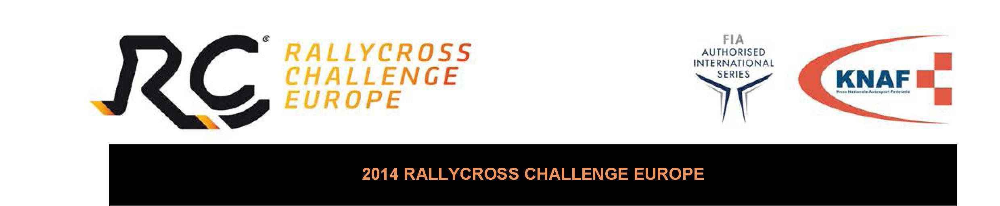 RC®
RALLYCROSS
CHALLENGE
EUROPE
FIA
AUTHORISED
INTERNATIONAL
SERIES
KNAF
Knac Nationale Autosport Federatie
2014 RALLYCROSS CHALLENGE EUROPE